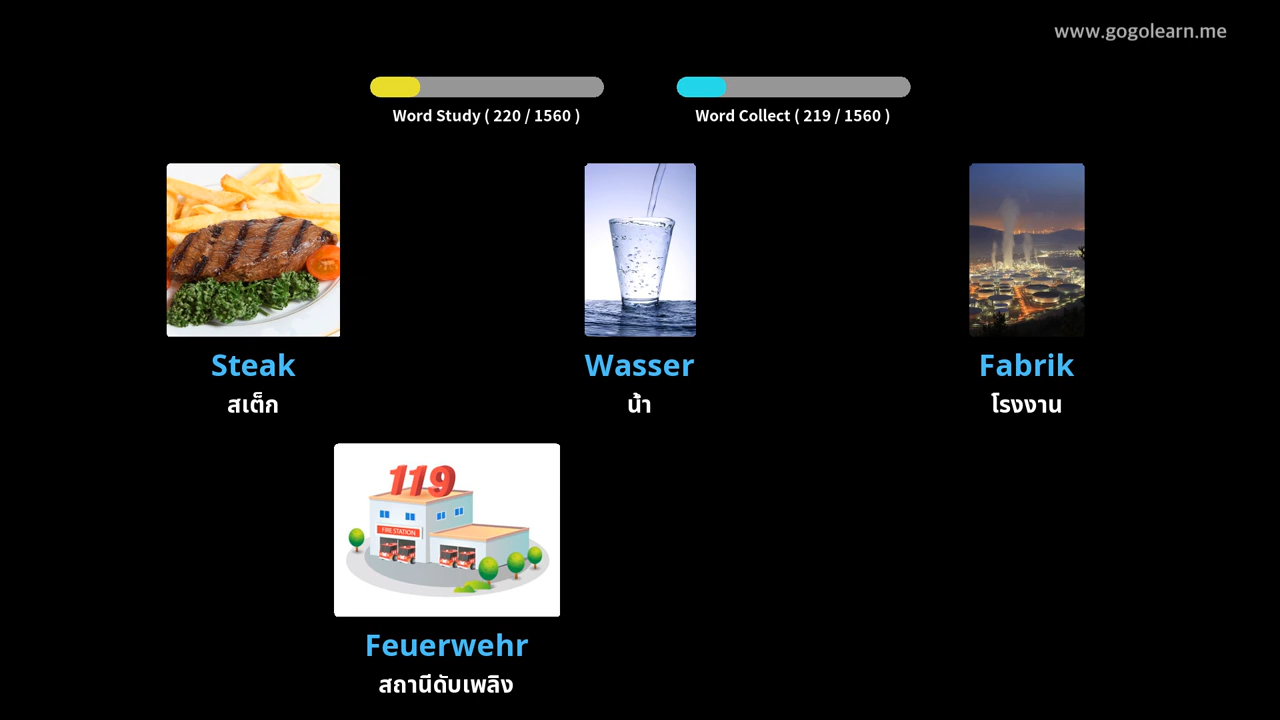 www.gogolearn.me
Word Study ( 220 / 1560 )
Word Collect ( 219 / 1560 )
Steak
Wasser
Fabrik
สเต็ก
น้ำ
โรงงาน
119
FIRE STATION
Feuerwehr
สถานีดับเพลิง